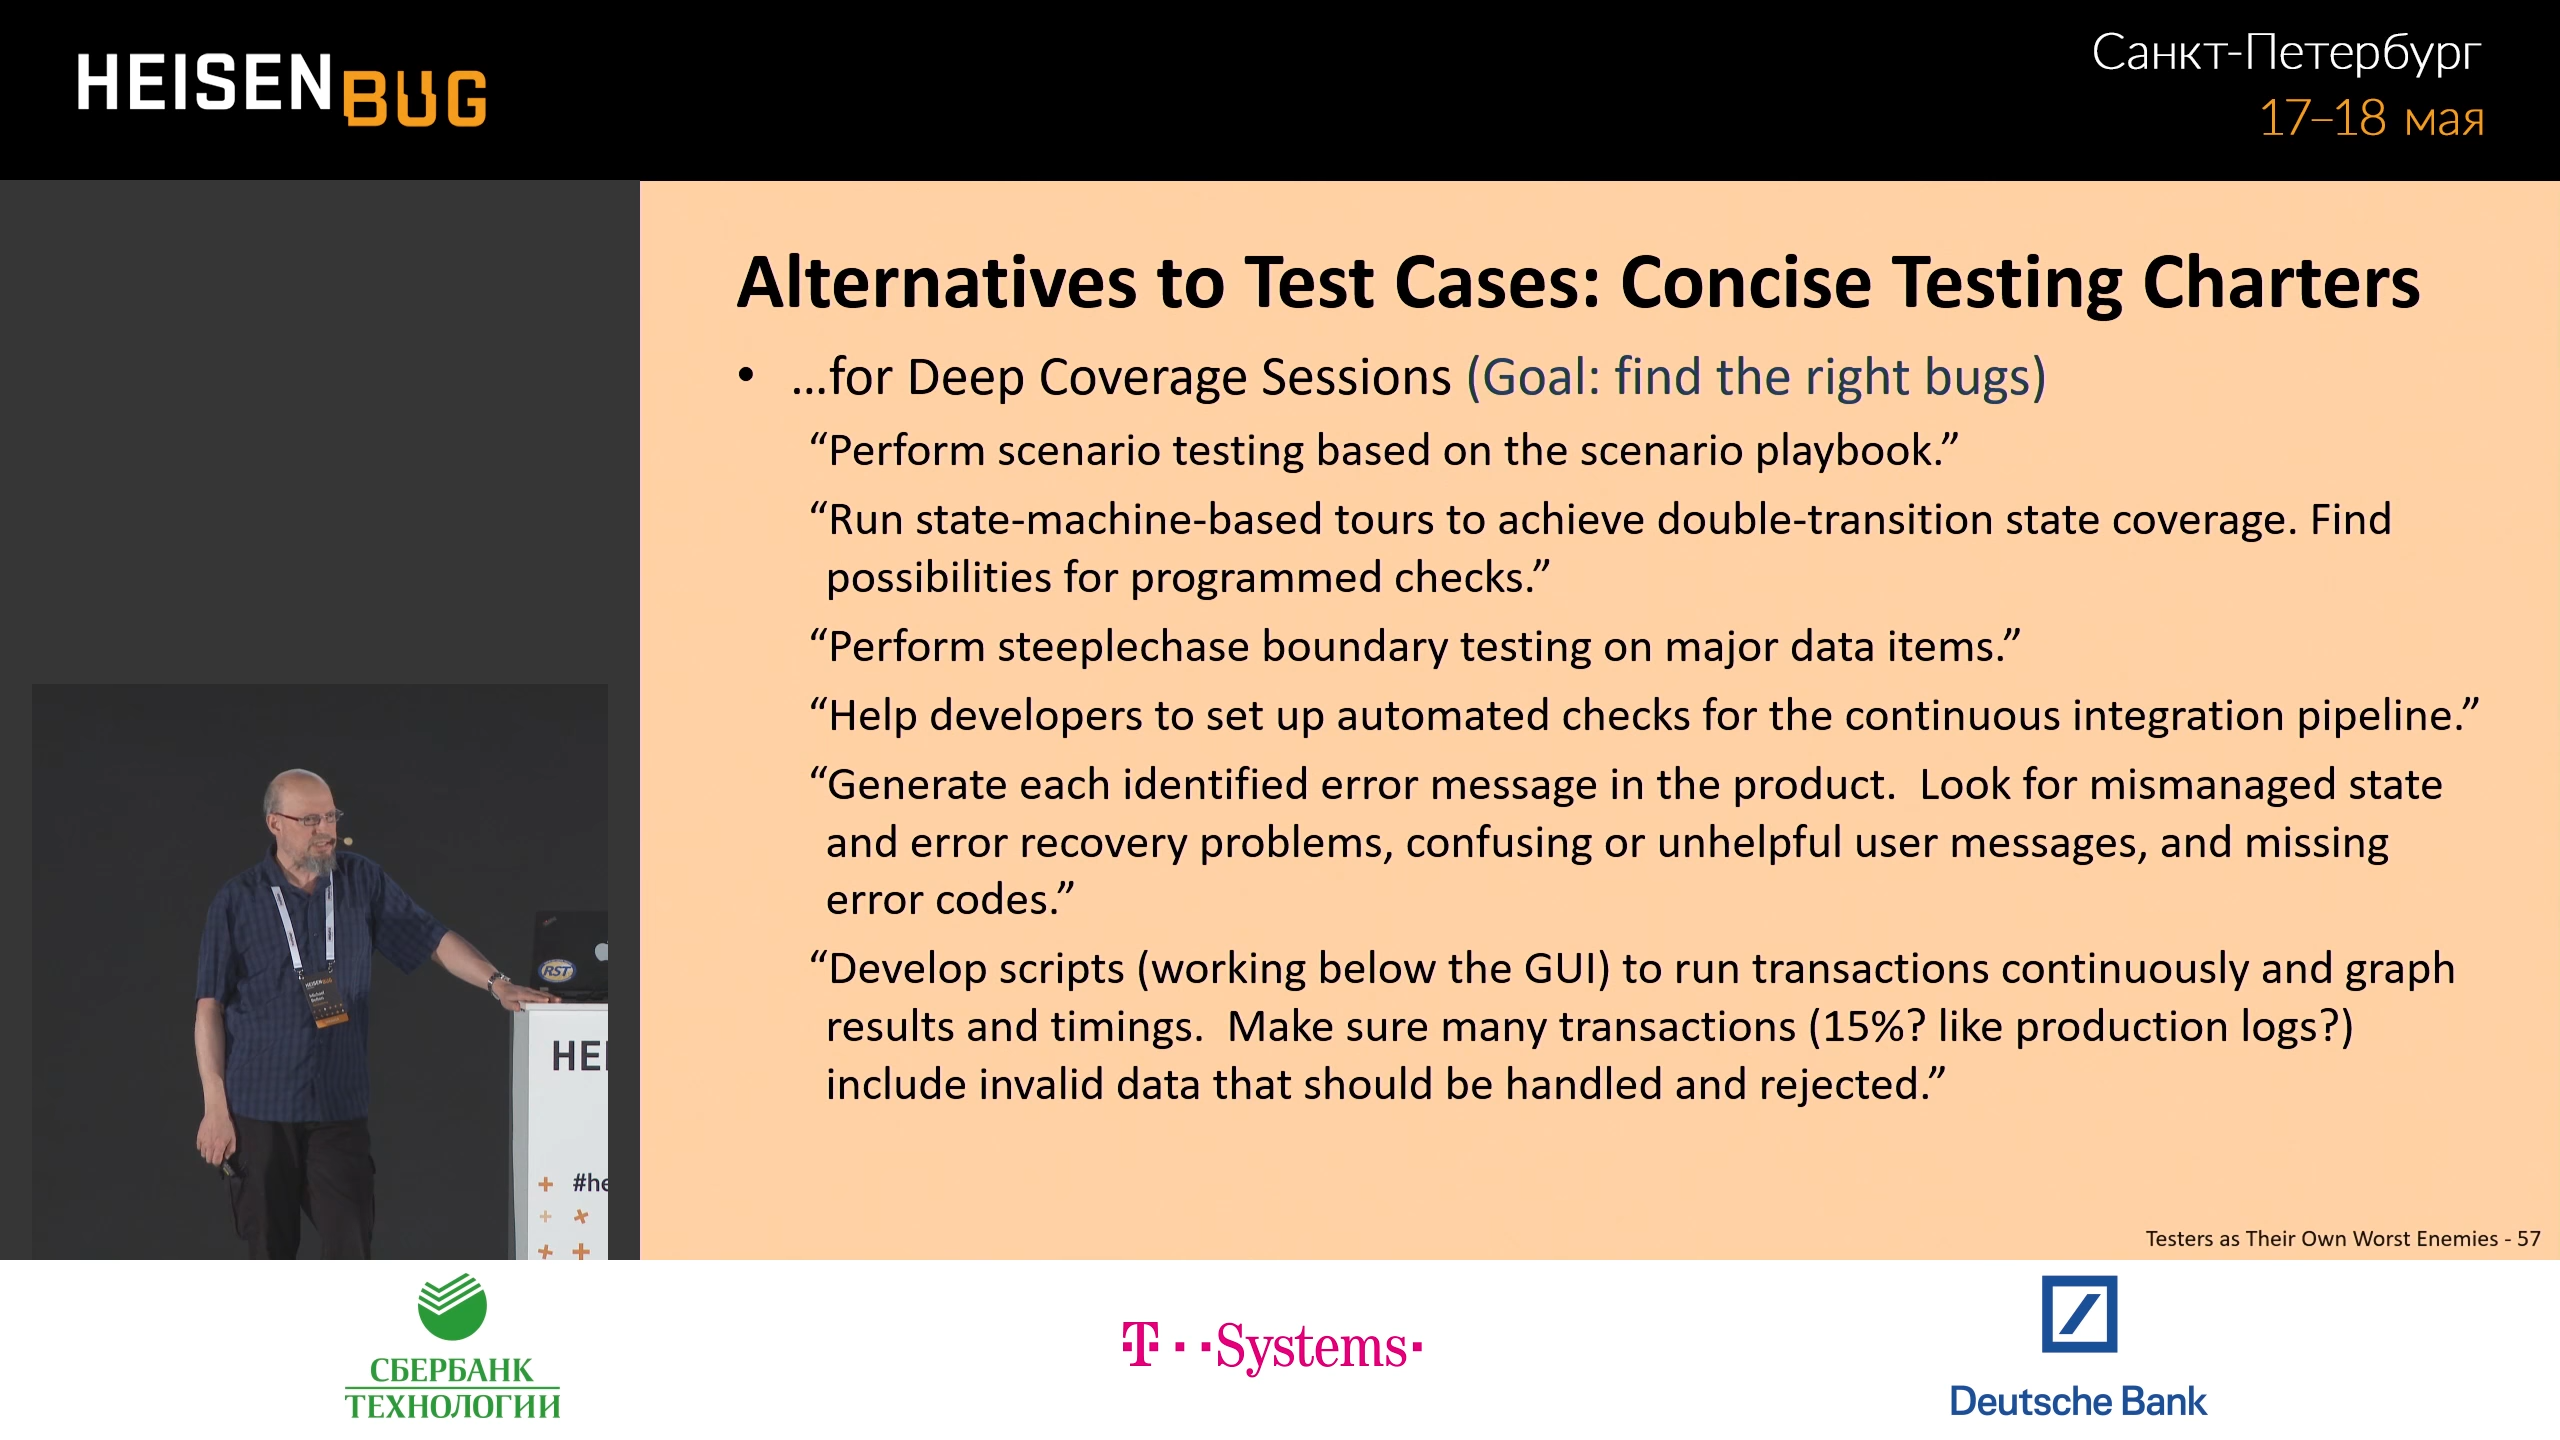 HEISENBUG
Санкт-Петербург
17–18 мая
Alternatives to Test Cases: Concise Testing Charters
• ...for Deep Coverage Sessions (Goal: find the right bugs)
“Perform scenario testing based on the scenario playbook.”
“Run state-machine-based tours to achieve double-transition state coverage. Find
possibilities for programmed checks.”
“Perform steeplechase boundary testing on major data items.”
“Help developers to set up automated checks for the continuous integration pipeline.”
“Generate each identified error message in the product.  Look for mismanaged state
and error recovery problems, confusing or unhelpful user messages, and missing
error codes.”
“Develop scripts (working below the GUI) to run transactions continuously and graph
results and timings.  Make sure many transactions (15%? like production logs?)
include invalid data that should be handled and rejected.”
Testers as Their Own Worst Enemies - 57
RST
HEISENBUG
Michael
Bolton
HEI
#he
СБЕРБАНК
ТЕХНОЛОГИИ
T··Systems·
Deutsche Bank